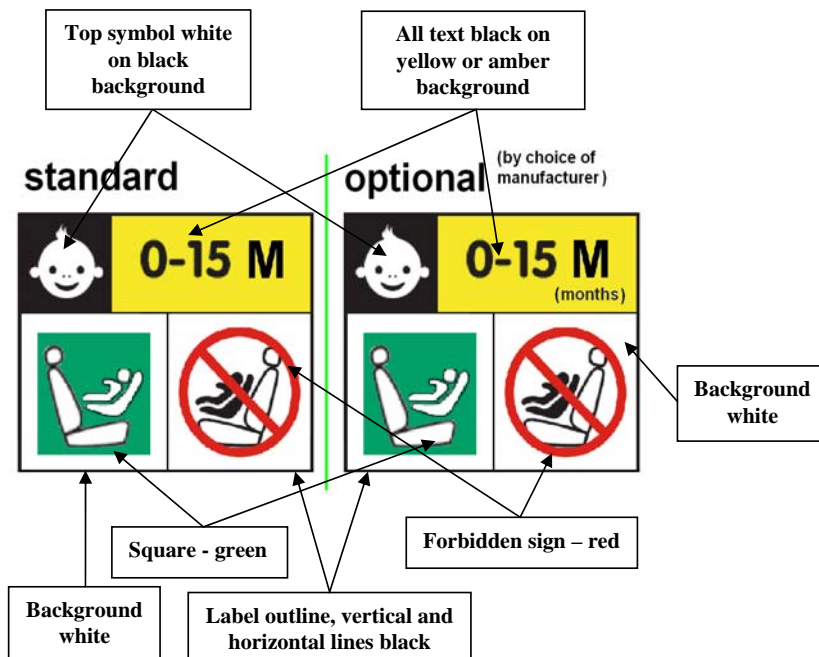 Top symbol white
on black
background
All text black on
yellow or amber
background
standard
optional
(by choice of
manufacturer)
0-15 M
0-15 M
(months)
Background
white
Square - green
Forbidden sign – red
Background
white
Label outline, vertical and
horizontal lines black